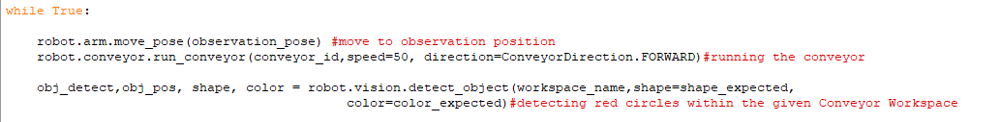 while True:
robot.arm.move_pose(observation_pose) #move to observation position
robot.conveyor.run_conveyor(conveyor_id,speed=50, direction=ConveyorDirection.FORWARD)#running the conveyor
obj_detect,obj_pos, shape, color = robot.vision.detect_object(workspace_name,shape=shape_expected,
color=color_expected)#detecting red circles within the given Conveyor Workspace